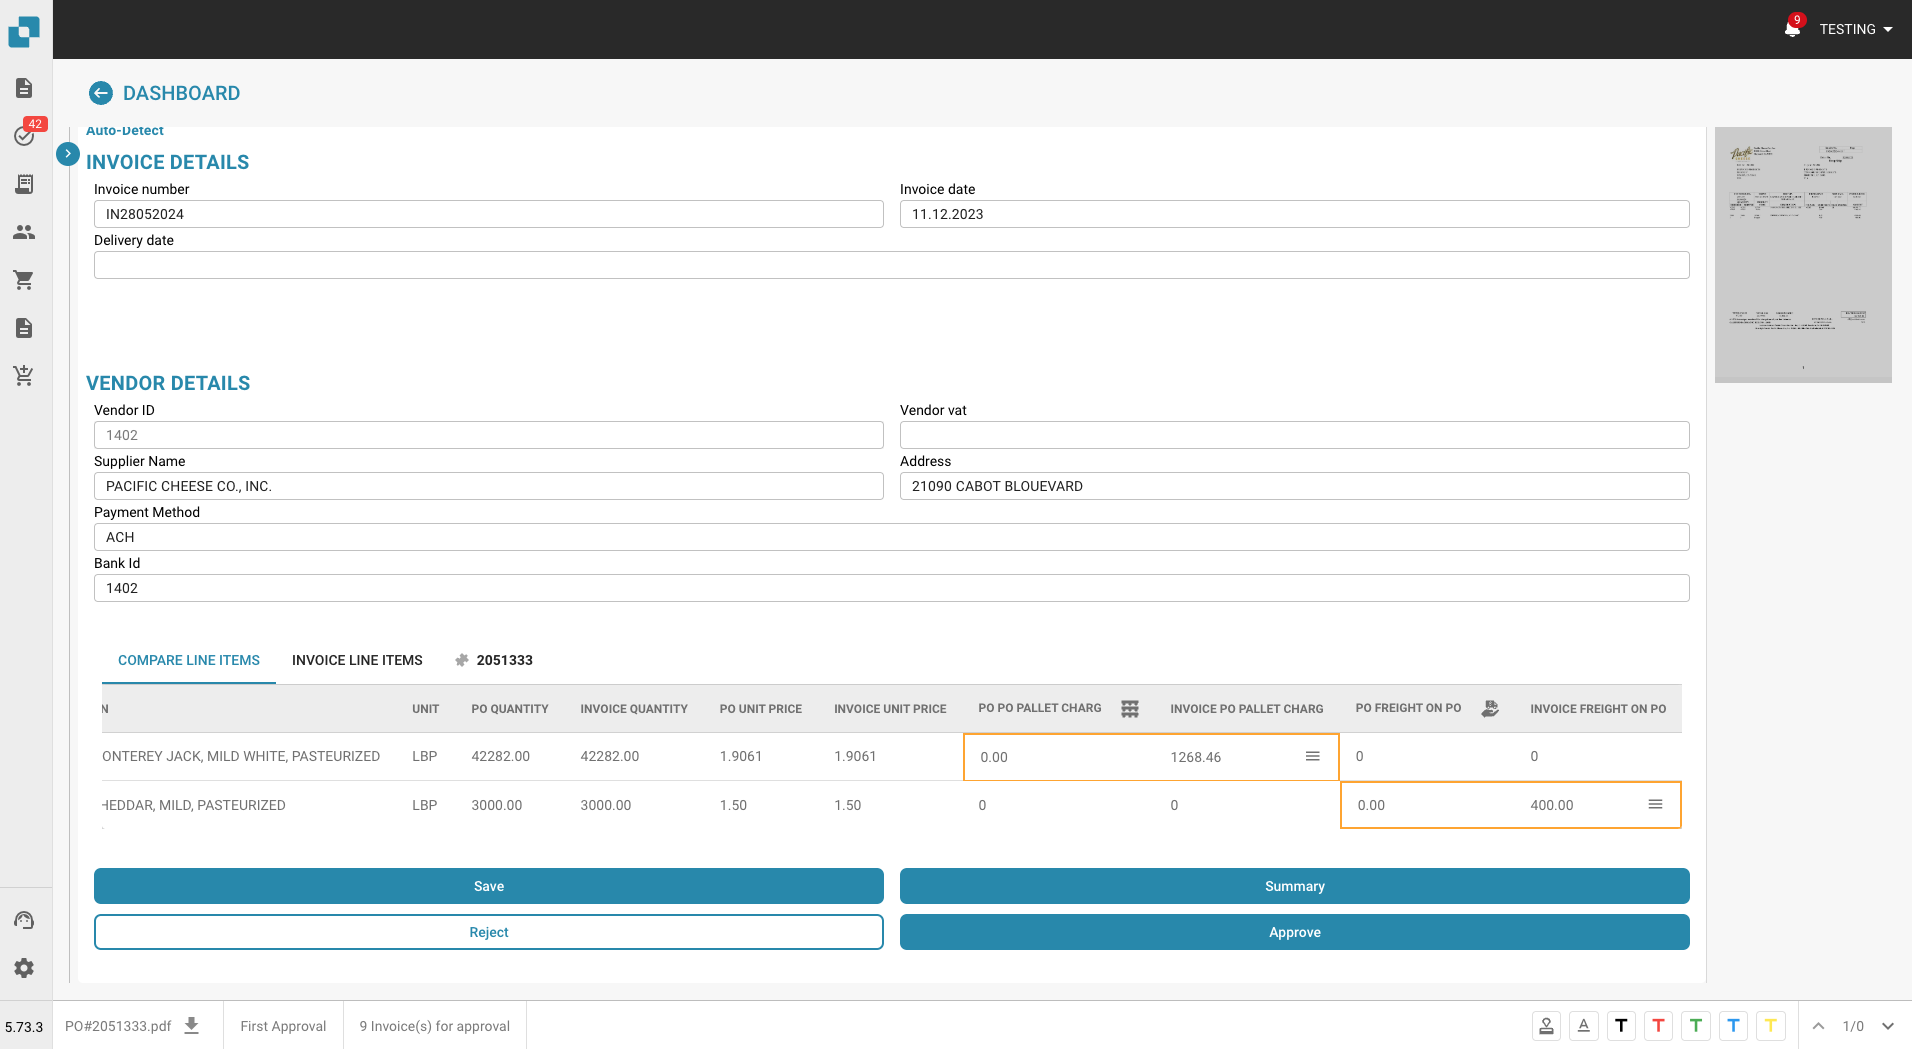 9
TESTING
DASHBOARD
42
Auto-Detect
INVOICE DETAILS
Invoice number
Invoice date
IN28052024
11.12.2023
Delivery date
VENDOR DETAILS
Vendor ID
Vendor vat
1402
Supplier Name
Address
PACIFIC CHEESE CO., INC.
21090 CABOT BLOUEVARD
Payment Method
ACH
Bank Id
1402
COMPARE LINE ITEMS
INVOICE LINE ITEMS
2051333
N UNIT PO QUANTITY INVOICE QUANTITY PO UNIT PRICE INVOICE UNIT PRICE PO PO PALLET CHARG INVOICE PO PALLET CHARG PO FREIGHT ON PO INVOICE FREIGHT ON PO
ONTEREY JACK, MILD WHITE, PASTEURIZED LBP 42282.00 42282.00 1.9061 1.9061 0.00 1268.46 0 0
HEDDAR, MILD, PASTEURIZED LBP 3000.00 3000.00 1.50 1.50 0 0 0.00 400.00
Save
Summary
Reject
Approve
5.73.3
PO#2051333.pdf
First Approval
9 Invoice(s) for approval
A T T T T T
1/0